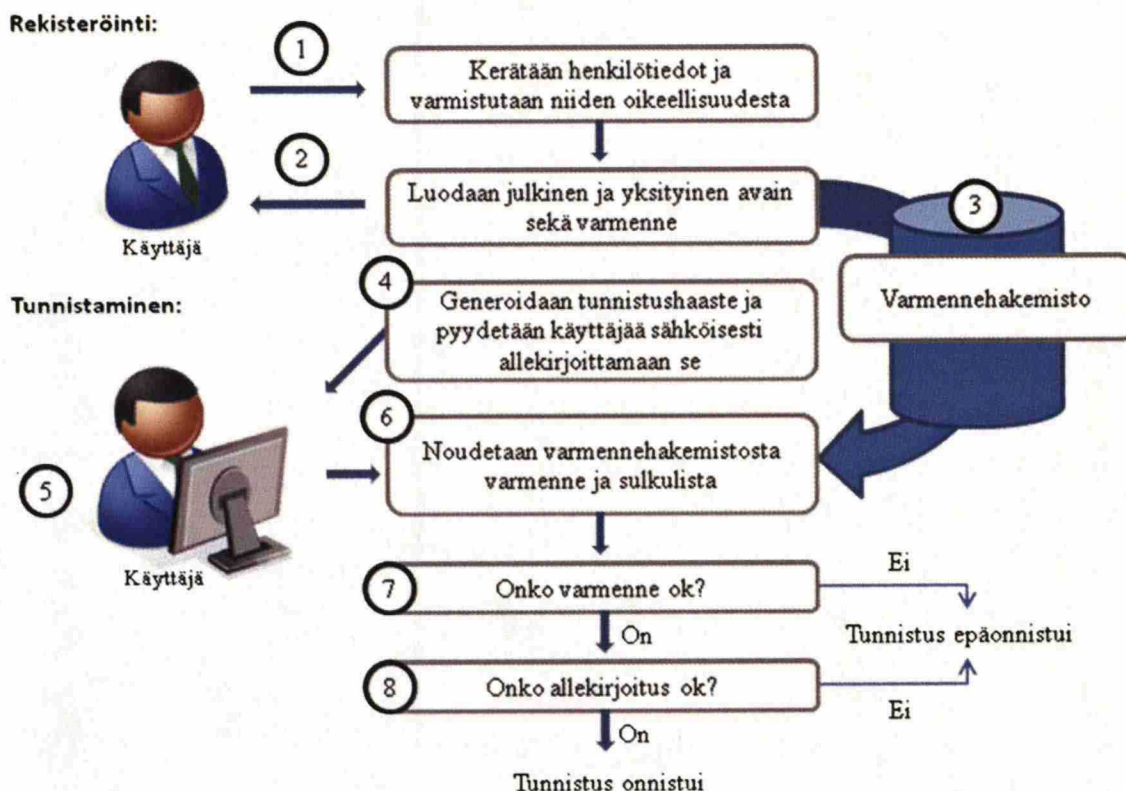 Rekisteröinti:
1
Kerätään henkilötiedot ja
varmistutaan niiden oikeellisuudesta
2
Luodaan julkinen ja yksityinen avain
sekä varmenne
3
Käyttäjä
Varmennehakemisto
Tunnistaminen:
4
Generoidaan tunnistushaaste ja
pyydetään käyttäjää sähköisesti
allekirjoittamaan se
5
Käyttäjä
6
Noudetaan varmennehakemistosta
varmenne ja sulkulista
7
Onko varmenne ok?
Ei
On
Tunnistus epäonnistui
8
Onko allekirjoitus ok?
Ei
On
Tunnistus onnistui